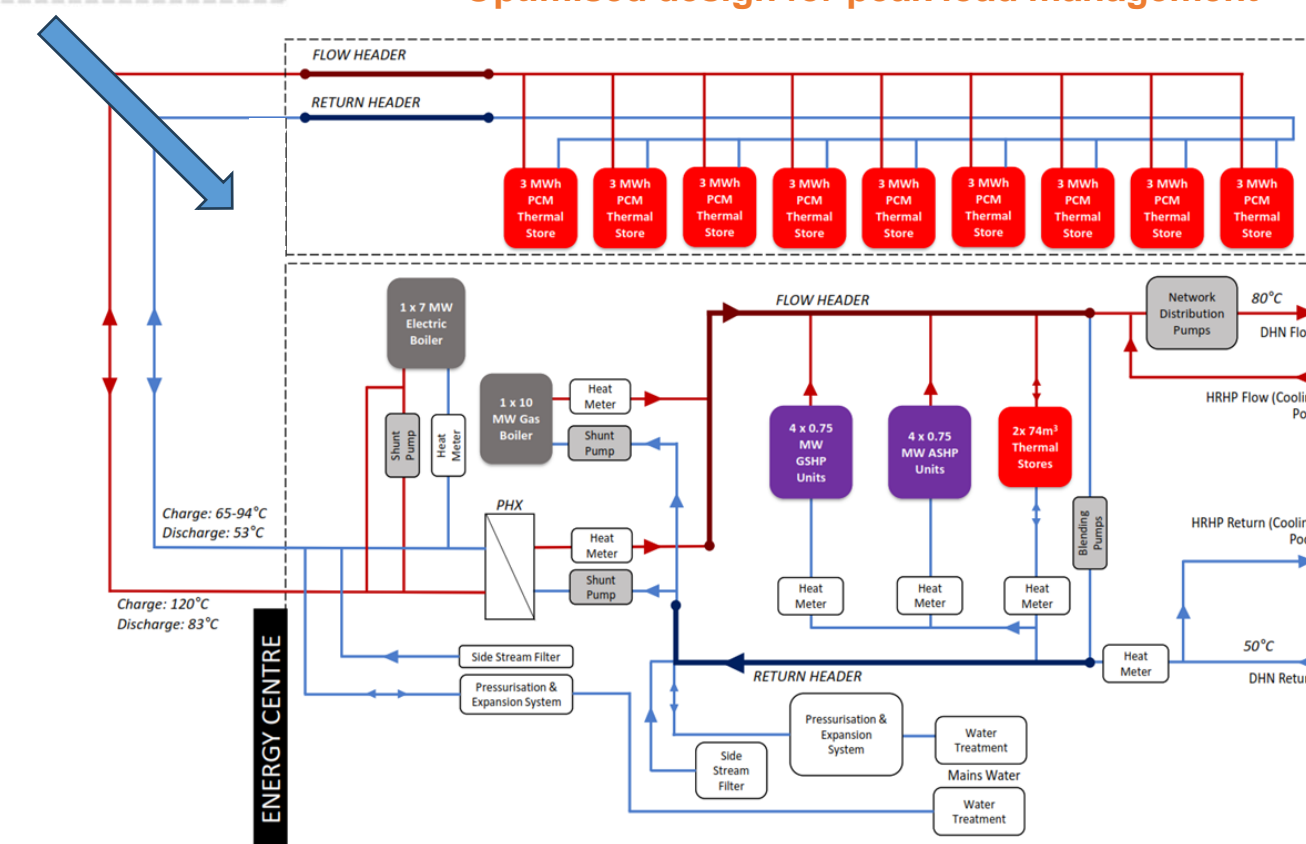 Optimised design for peak load management
FLOW HEADER
RETURN HEADER
3 MWh
PCM
Thermal
Store
3 MWh
PCM
Thermal
Store
3 MWh
PCM
Thermal
Store
3 MWh
PCM
Thermal
Store
3 MWh
PCM
Thermal
Store
3 MWh
PCM
Thermal
Store
3 MWh
PCM
Thermal
Store
3 MWh
PCM
Thermal
Store
3 MWh
PCM
Thermal
Store
1 x 7 MW
Electric
Boiler
FLOW HEADER
Network
Distribution
Pumps
80°C
DHN Flo
HRHP Flow (Coolin
Po
1 x 10
MW Gas
Boiler
Heat
Meter
Shunt
Pump
Shunt
Pump
Heat
Meter
4 x 0.75
MW
GSHP
Units
4 x 0.75
MW ASHP
Units
2x 74m³
Thermal
Stores
Charge: 65-94°C
Discharge: 53°C
PHX
Heat
Meter
Shunt
Pump
Blending
Pumps
HRHP Return (Coolin
Poo
Heat
Meter
Heat
Meter
Heat
Meter
Charge: 120°C
Discharge: 83°C
ENERGY CENTRE
Side Stream Filter
Pressurisation &
Expansion System
RETURN HEADER
Heat
Meter
50°C
DHN Retur
Pressurisation &
Expansion
System
Water
Treatment
Side
Stream
Filter
Mains Water
Water
Treatment